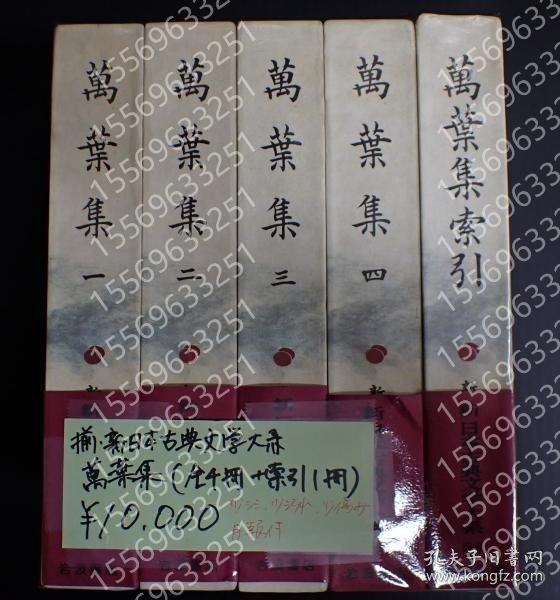 萬葉集 一
萬葉集 二
萬葉集 三
萬葉集 四
萬葉集索引
揃・新日本古典文学大系
萬葉集(全4冊+索引1冊)
¥10,000
月報付
岩波書店
15569633251
孔夫子旧书网
www.kongfz.com